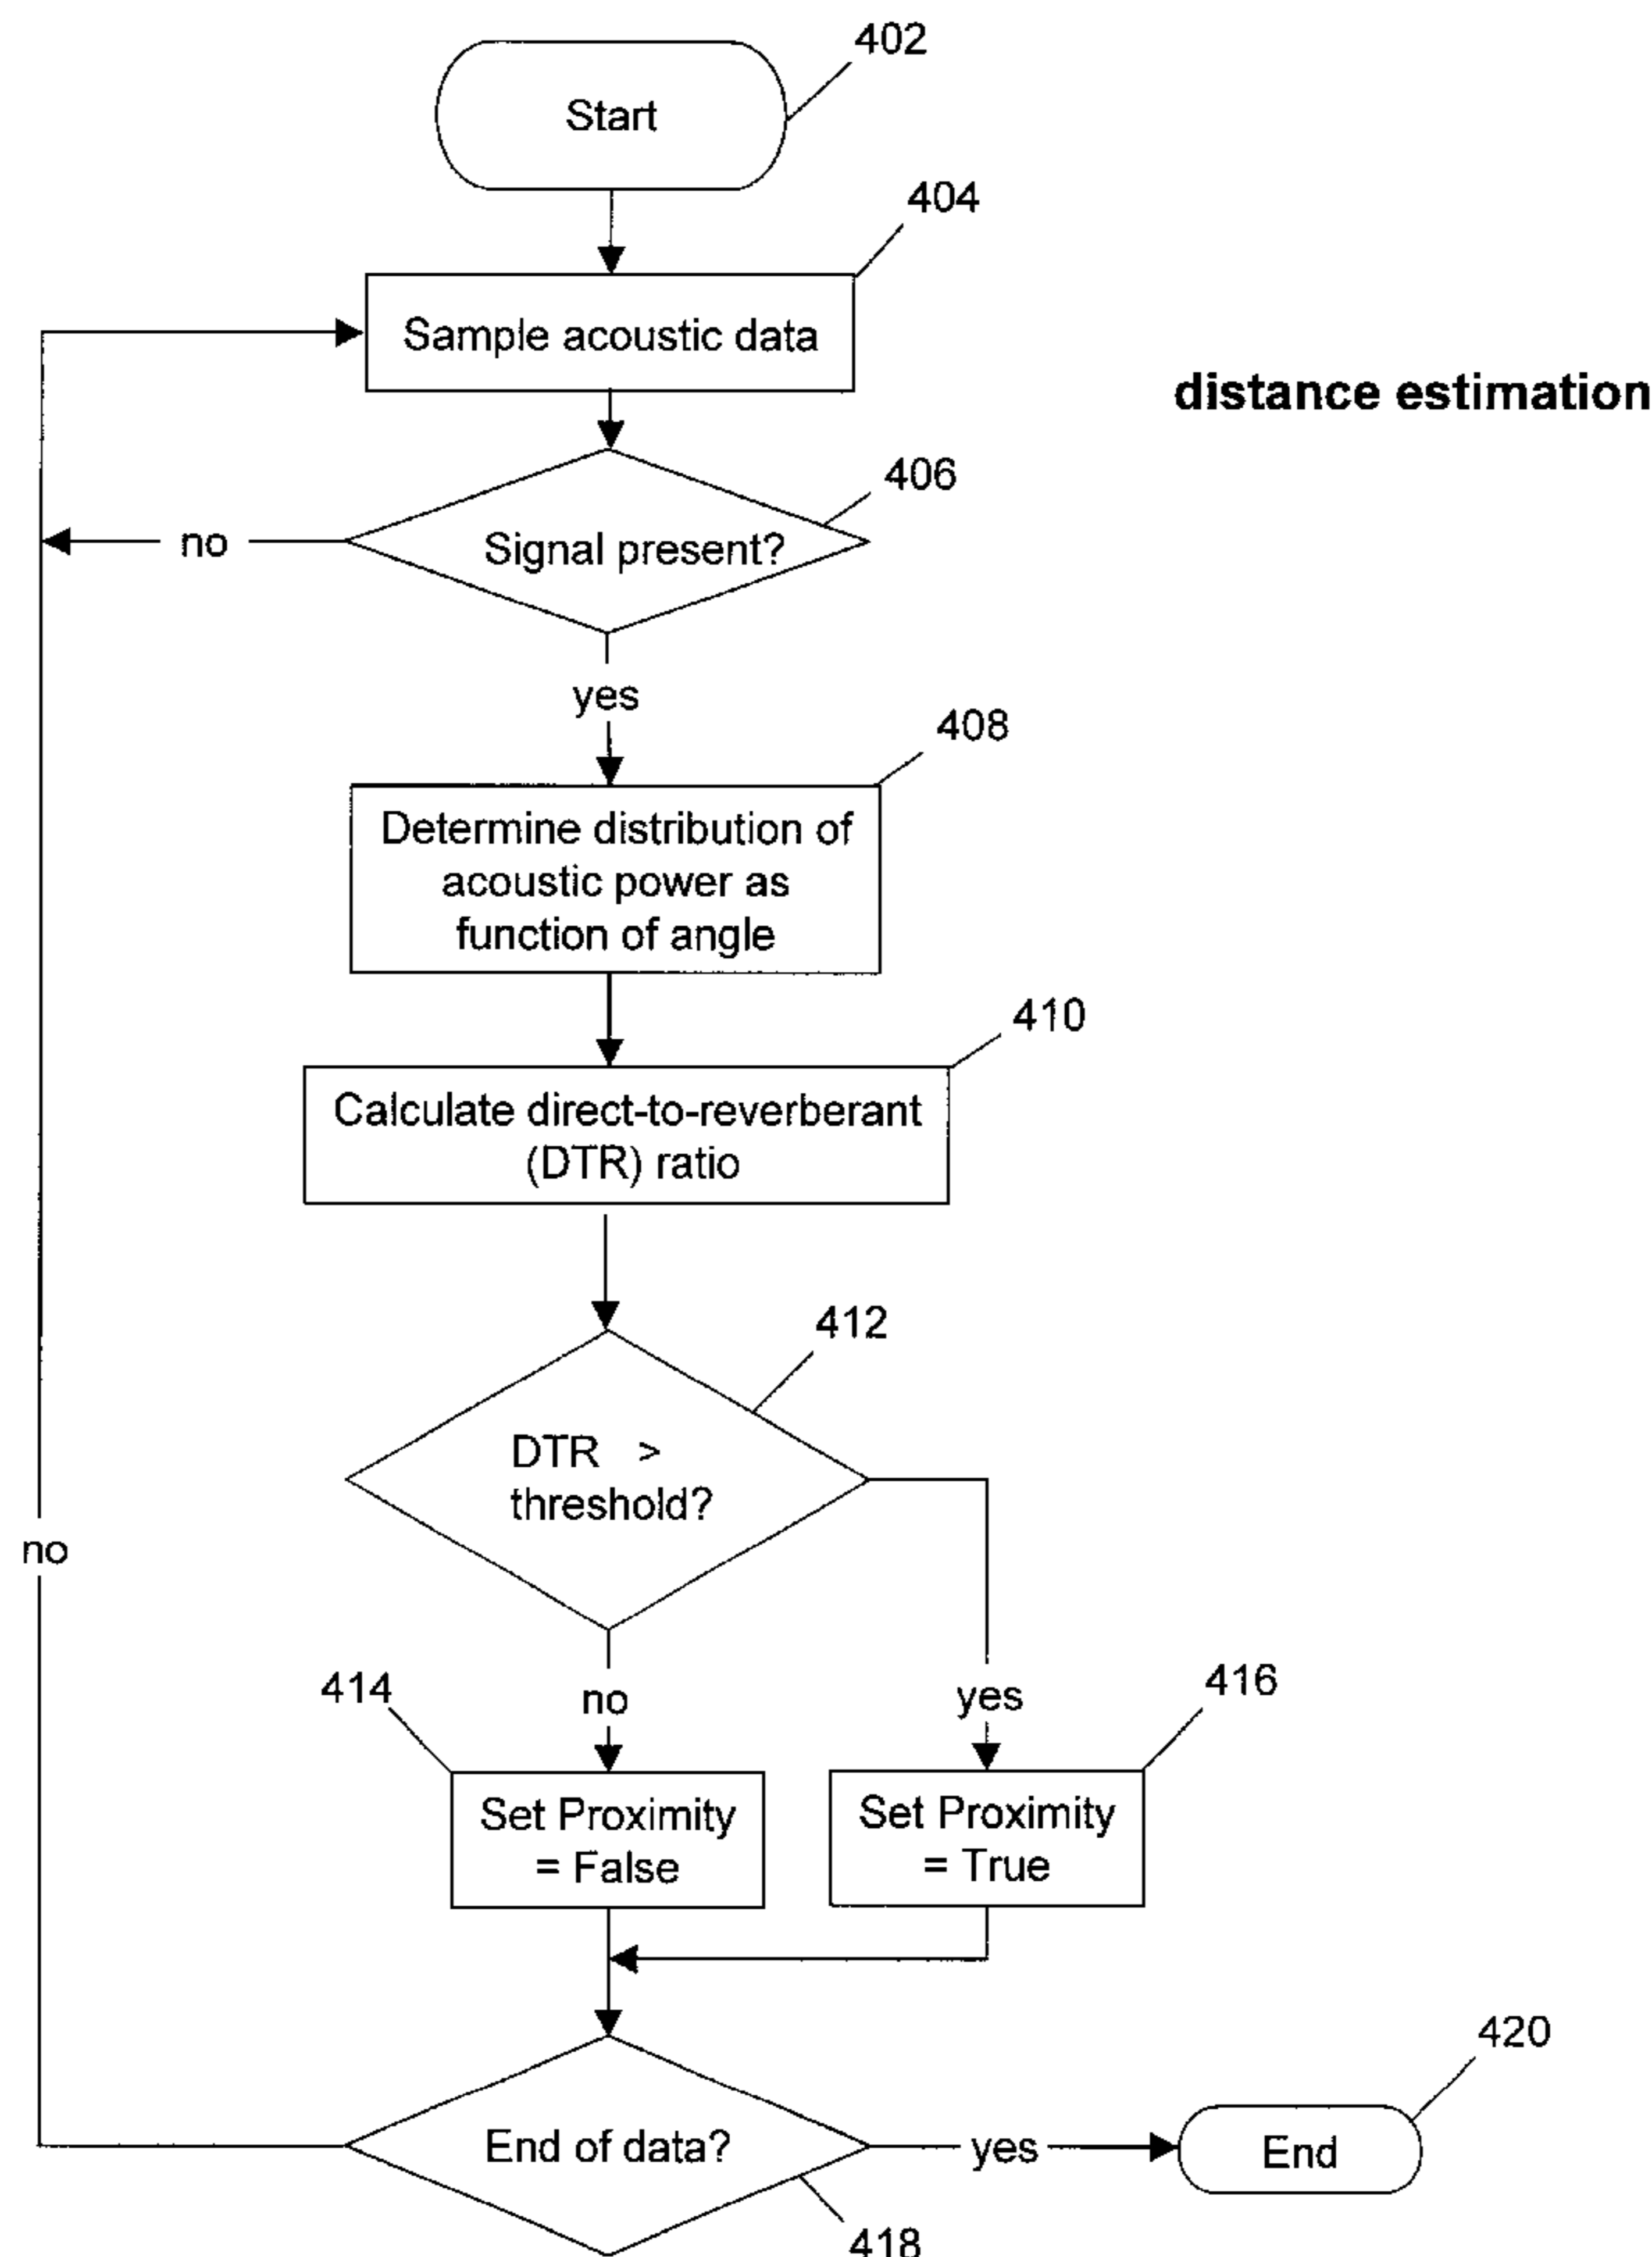 402
Start
404
Sample acoustic data
distance estimation
406
Signal present?
no
yes
408
Determine distribution of
acoustic power as
function of angle
410
Calculate direct-to-reverberant
(DTR) ratio
412
DTR >
threshold?
no
414
no
yes
416
Set Proximity
= False
Set Proximity
= True
420
End of data?
yes
End
418